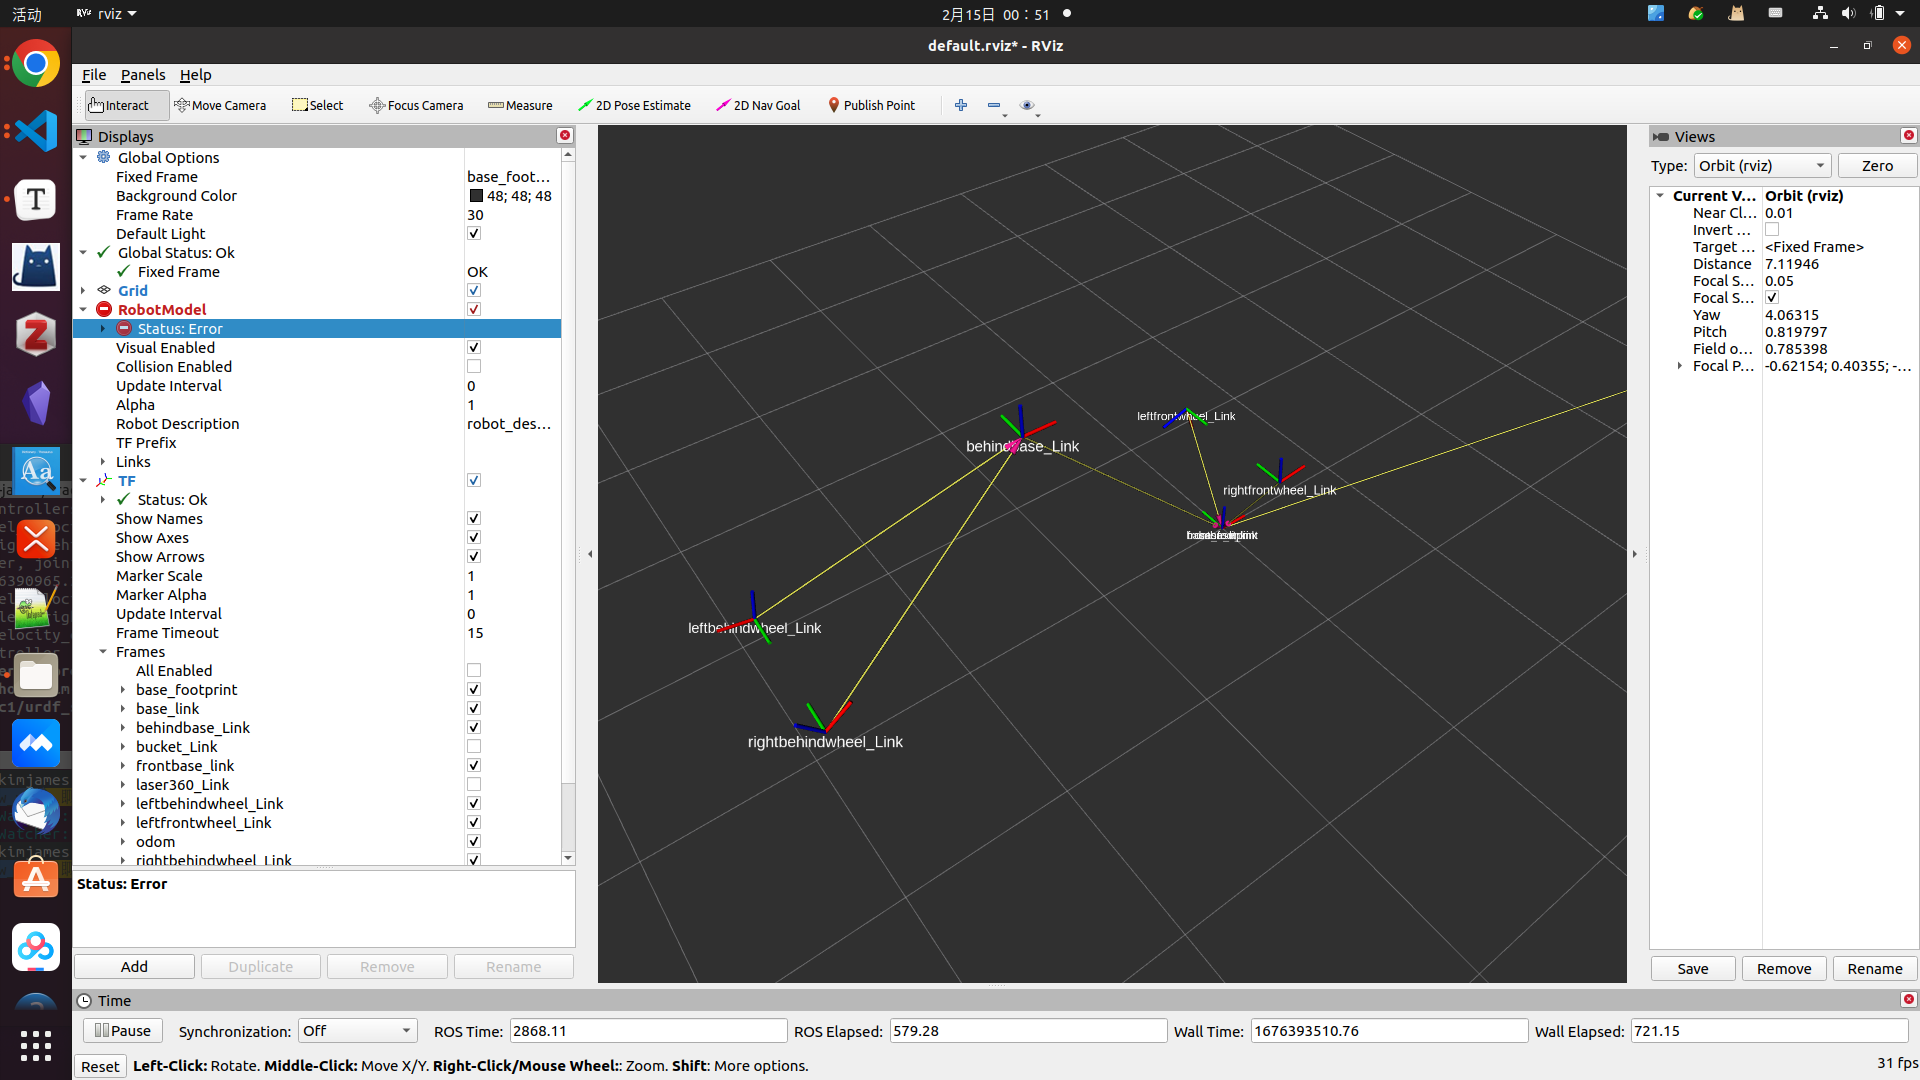 活动
rviz
2月15日 00：51
default.rviz* - RViz
File Panels Help
Interact Move Camera Select Focus Camera Measure 2D Pose Estimate 2D Nav Goal Publish Point
Displays
Global Options
Fixed Frame base_foot...
Background Color 48; 48; 48
Frame Rate 30
Default Light
Global Status: Ok
Fixed Frame OK
Grid
RobotModel
Status: Error
Visual Enabled
Collision Enabled
Update Interval 0
Alpha 1
Robot Description robot_des...
TF Prefix
Links
TF
Status: Ok
Show Names
Show Axes
Show Arrows
Marker Scale 1
Marker Alpha 1
Update Interval 0
Frame Timeout 15
Frames
All Enabled
base_footprint
base_link
behindbase_Link
bucket_Link
frontbase_link
laser360_Link
leftbehindwheel_Link
leftfrontwheel_Link
odom
rightbehindwheel_Link
Status: Error
Add Duplicate Remove Rename
leftfrontwheel_Link
behindbase_Link
rightfrontwheel_Link
leftbehindwheel_Link
rightbehindwheel_Link
Views
Type: Orbit (rviz) Zero
Current V... Orbit (rviz)
Near Cl... 0.01
Invert ...
Target ... <Fixed Frame>
Distance 7.11946
Focal S... 0.05
Focal S...
Yaw 4.06315
Pitch 0.819797
Field o... 0.785398
Focal P... -0.62154; 0.40355; -...
Save Remove Rename
Time
Pause Synchronization: Off ROS Time: 2868.11 ROS Elapsed: 579.28 Wall Time: 1676393510.76 Wall Elapsed: 721.15
Reset Left-Click: Rotate. Middle-Click: Move X/Y. Right-Click/Mouse Wheel:: Zoom. Shift: More options.
31 fps